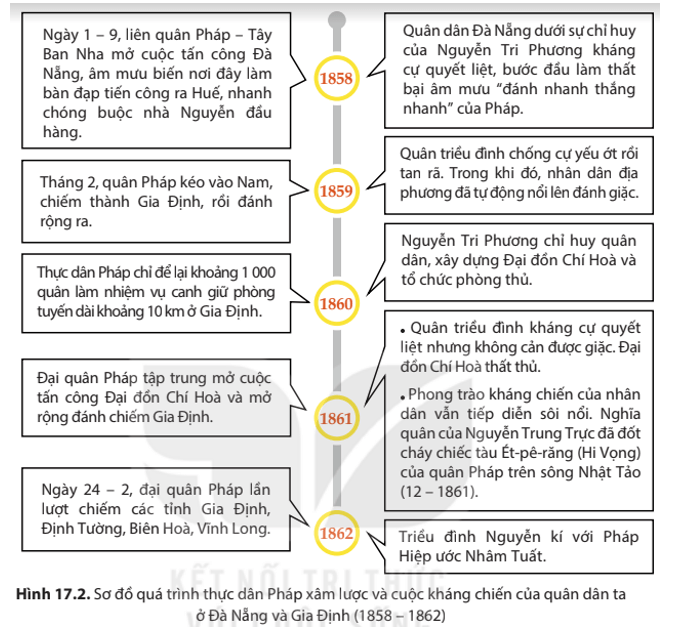 Ngày 1 – 9, liên quân Pháp – Tây
Ban Nha mở cuộc tấn công Đà
Nẵng, âm mưu biến nơi đây làm
bàn đạp tiến công ra Huế, nhanh
chóng buộc nhà Nguyễn đầu
hàng.
1858
Quân dân Đà Nẵng dưới sự chỉ huy
của Nguyễn Tri Phương kháng
cự quyết liệt, bước đầu làm thất
bại âm mưu “đánh nhanh thắng
nhanh” của Pháp.
Tháng 2, quân Pháp kéo vào Nam,
chiếm thành Gia Định, rồi đánh
rộng ra.
1859
Quân triều đình chống cự yếu ớt rồi
tan rã. Trong khi đó, nhân dân địa
phương đã tự động nổi lên đánh giặc.
Thực dân Pháp chỉ để lại khoảng 1 000
quân làm nhiệm vụ canh giữ phòng
tuyến dài khoảng 10 km ở Gia Định.
1860
Nguyễn Tri Phương chỉ huy quân
dân, xây dựng Đại đồn Chí Hoà và
tổ chức phòng thủ.
Đại quân Pháp tập trung mở cuộc
tấn công Đại đồn Chí Hoà và mở
rộng đánh chiếm Gia Định.
1861
• Quân triều đình kháng cự quyết
liệt nhưng không cản được giặc. Đại
đồn Chí Hoà thất thủ.
• Phong trào kháng chiến của nhân
dân vẫn tiếp diễn sôi nổi. Nghĩa
quân của Nguyễn Trung Trực đã đốt
cháy chiếc tàu Ét-pê-răng (Hi Vọng)
của quân Pháp trên sông Nhật Tảo
(12 – 1861).
Ngày 24 – 2, đại quân Pháp lần
lượt chiếm các tỉnh Gia Định,
Định Tường, Biên Hoà, Vĩnh Long.
1862
Triều đình Nguyễn kí với Pháp
Hiệp ước Nhâm Tuất.
KẾT NỐI TRI THỨC
VỚI CUỘC SỐNG
Hình 17.2. Sơ đồ quá trình thực dân Pháp xâm lược và cuộc kháng chiến của quân dân ta
ở Đà Nẵng và Gia Định (1858 – 1862)